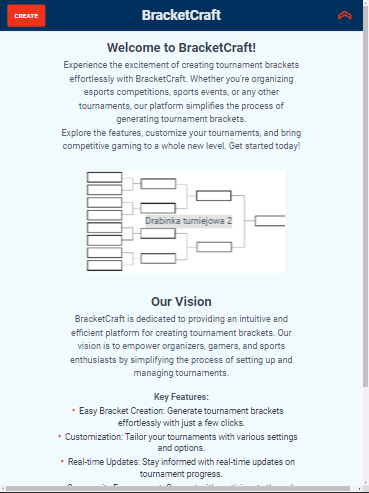 CREATE
BracketCraft
Welcome to BracketCraft!
Experience the excitement of creating tournament brackets
effortlessly with BracketCraft. Whether you're organizing
esports competitions, sports events, or any other
tournaments, our platform simplifies the process of
generating tournament brackets.
Explore the features, customize your tournaments, and bring
competitive gaming to a whole new level. Get started today!
Drabinka turniejowa 2
Our Vision
BracketCraft is dedicated to providing an intuitive and
efficient platform for creating tournament brackets. Our
vision is to empower organizers, gamers, and sports
enthusiasts by simplifying the process of setting up and
managing tournaments.
Key Features:
• Easy Bracket Creation: Generate tournament brackets
effortlessly with just a few clicks.
• Customization: Tailor your tournaments with various settings
and options.
• Real-time Updates: Stay informed with real-time updates on
tournament progress.